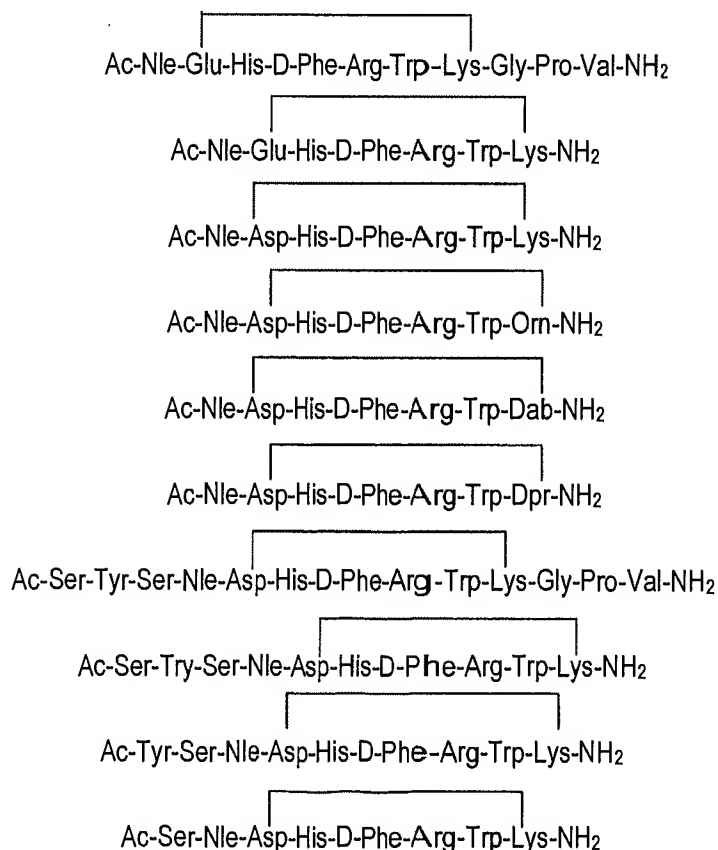 Ac-Nle-Glu-His-D-Phe-Arg-Trp-Lys-Gly-Pro-Val-NH₂
Ac-Nle-Glu-His-D-Phe-Arg-Trp-Lys-NH₂
Ac-Nle-Asp-His-D-Phe-Arg-Trp-Lys-NH₂
Ac-Nle-Asp-His-D-Phe-Arg-Trp-Orn-NH₂
Ac-Nle-Asp-His-D-Phe-Arg-Trp-Dab-NH₂
Ac-Nle-Asp-His-D-Phe-Arg-Trp-Dpr-NH₂
Ac-Ser-Tyr-Ser-Nle-Asp-His-D-Phe-Arg-Trp-Lys-Gly-Pro-Val-NH₂
Ac-Ser-Try-Ser-Nle-Asp-His-D-Phe-Arg-Trp-Lys-NH₂
Ac-Tyr-Ser-Nle-Asp-His-D-Phe-Arg-Trp-Lys-NH₂
Ac-Ser-Nle-Asp-His-D-Phe-Arg-Trp-Lys-NH₂